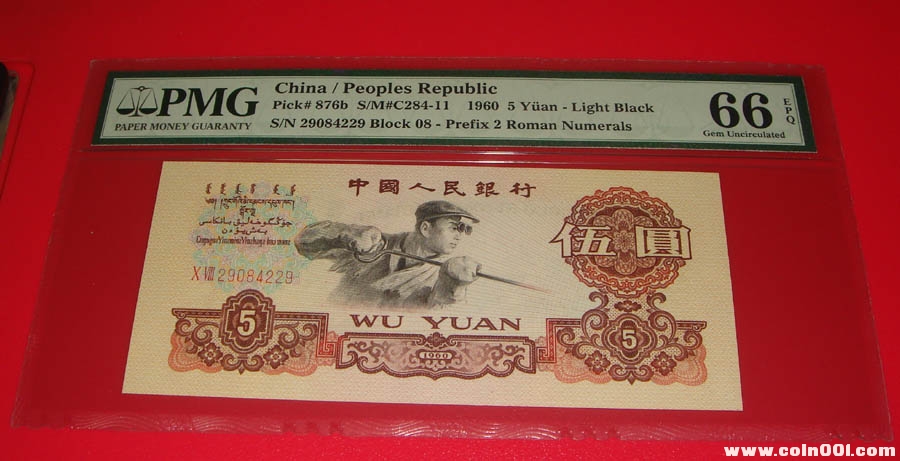 PMG
PAPER MONEY GUARANTY
China / Peoples Republic
Pick# 876b S/M#C284-11 1960 5 Yüan - Light Black
S/N 29084229 Block 08 - Prefix 2 Roman Numerals
66 EPQ
Gem Uncirculated
中國人民銀行
X VIII 29084229
伍圓
5
WU YUAN
5
1960
www.coin001.com